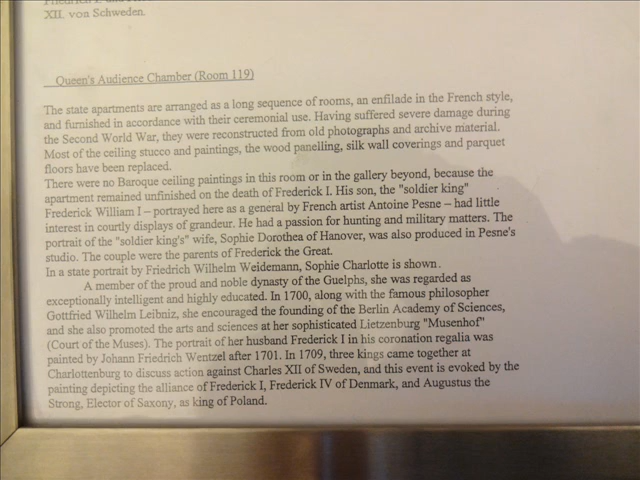 XII. von Schweden.
Queen's Audience Chamber (Room 119)
The state apartments are arranged as a long sequence of rooms, an enfilade in the French style,
and furnished in accordance with their ceremonial use. Having suffered severe damage during
the Second World War, they were reconstructed from old photographs and archive material.
Most of the ceiling stucco and paintings, the wood panelling, silk wall coverings and parquet
floors have been replaced.
There were no Baroque ceiling paintings in this room or in the gallery beyond, because the
apartment remained unfinished on the death of Frederick I. His son, the "soldier king"
Frederick William I – portrayed here as a general by French artist Antoine Pesne – had little
interest in courtly displays of grandeur. He had a passion for hunting and military matters. The
portrait of the "soldier king's" wife, Sophie Dorothea of Hanover, was also produced in Pesne's
studio. The couple were the parents of Frederick the Great.
In a state portrait by Friedrich Wilhelm Weidemann, Sophie Charlotte is shown.
A member of the proud and noble dynasty of the Guelphs, she was regarded as
exceptionally intelligent and highly educated. In 1700, along with the famous philosopher
Gottfried Wilhelm Leibniz, she encouraged the founding of the Berlin Academy of Sciences,
and she also promoted the arts and sciences at her sophisticated Lietzenburg "Musenhof"
(Court of the Muses). The portrait of her husband Frederick I in his coronation regalia was
painted by Johann Friedrich Wentzel after 1701. In 1709, three kings came together at
Charlottenburg to discuss action against Charles XII of Sweden, and this event is evoked by the
painting depicting the alliance of Frederick I, Frederick IV of Denmark, and Augustus the
Strong, Elector of Saxony, as king of Poland.